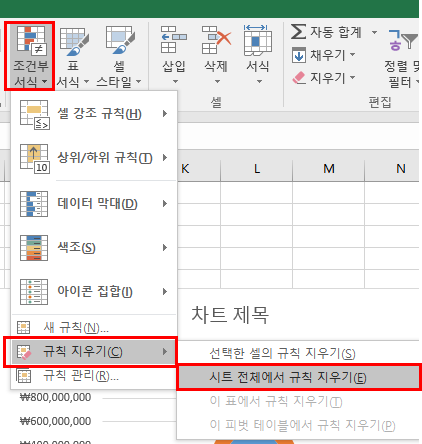 조건부
서식
표
서식
셀
스타일
삽입
삭제
서식
셀
자동 합계
채우기
지우기
정렬 및
필터
편집
K
L
M
N
셀 강조 규칙(H)
상위/하위 규칙(T)
10
데이터 막대(D)
색조(S)
아이콘 집합(I)
새 규칙(N)...
규칙 지우기(C)
규칙 관리(R)...
차트 제목
선택한 셀의 규칙 지우기(S)
시트 전체에서 규칙 지우기(E)
이 표에서 규칙 지우기(T)
이 피벗 테이블에서 규칙 지우기(P)
₩800,000,000
₩600,000,000